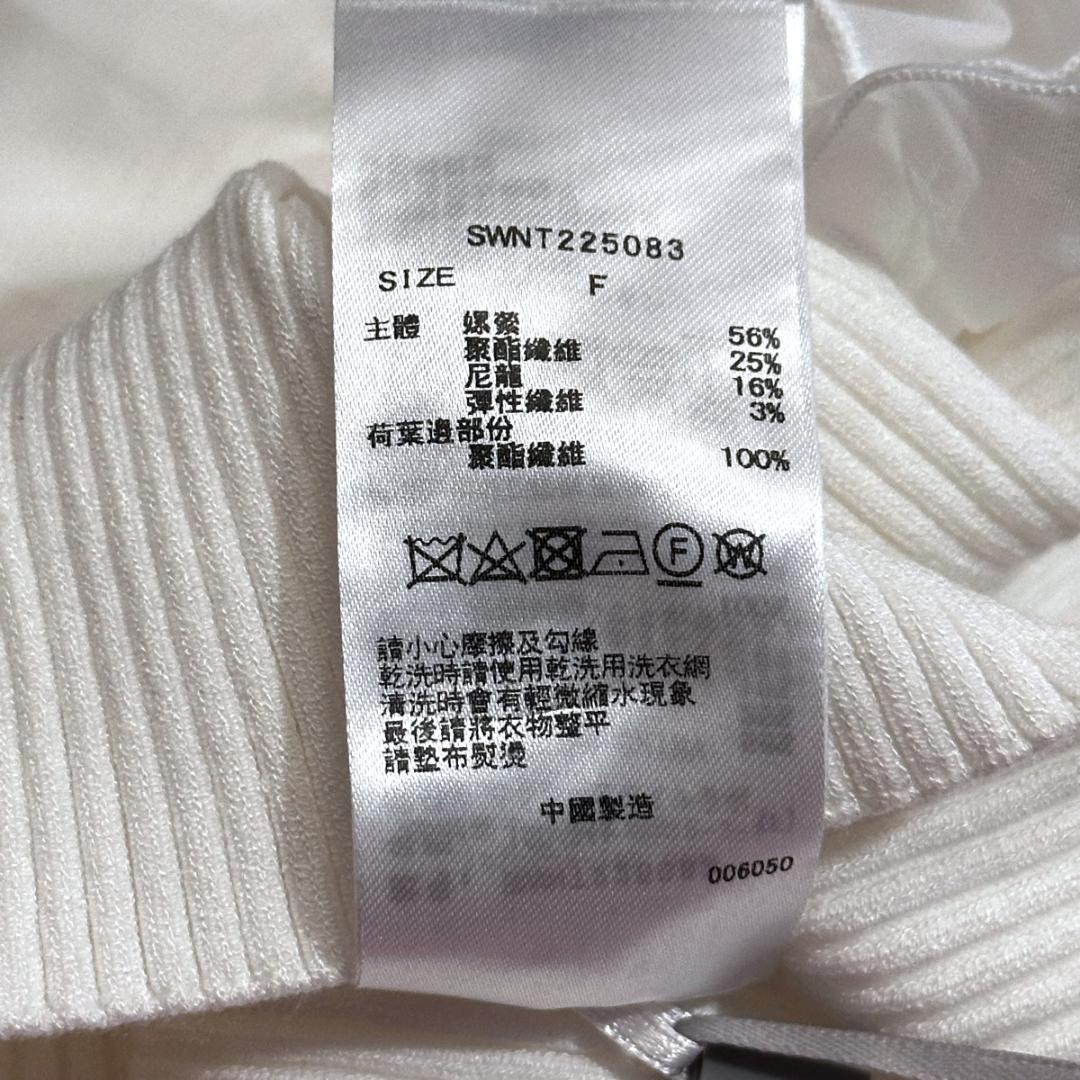 SWNT225083
SIZE F
主體 嫘縈 56%
聚酯纖維 25%
尼龍 16%
彈性纖維 3%
荷葉邊部份
聚酯纖維 100%
F W
請小心摩擦及勾線
乾洗時請使用乾洗用洗衣網
清洗時會有輕微縮水現象
最後請將衣物整平
請墊布熨燙
中國製造
006050